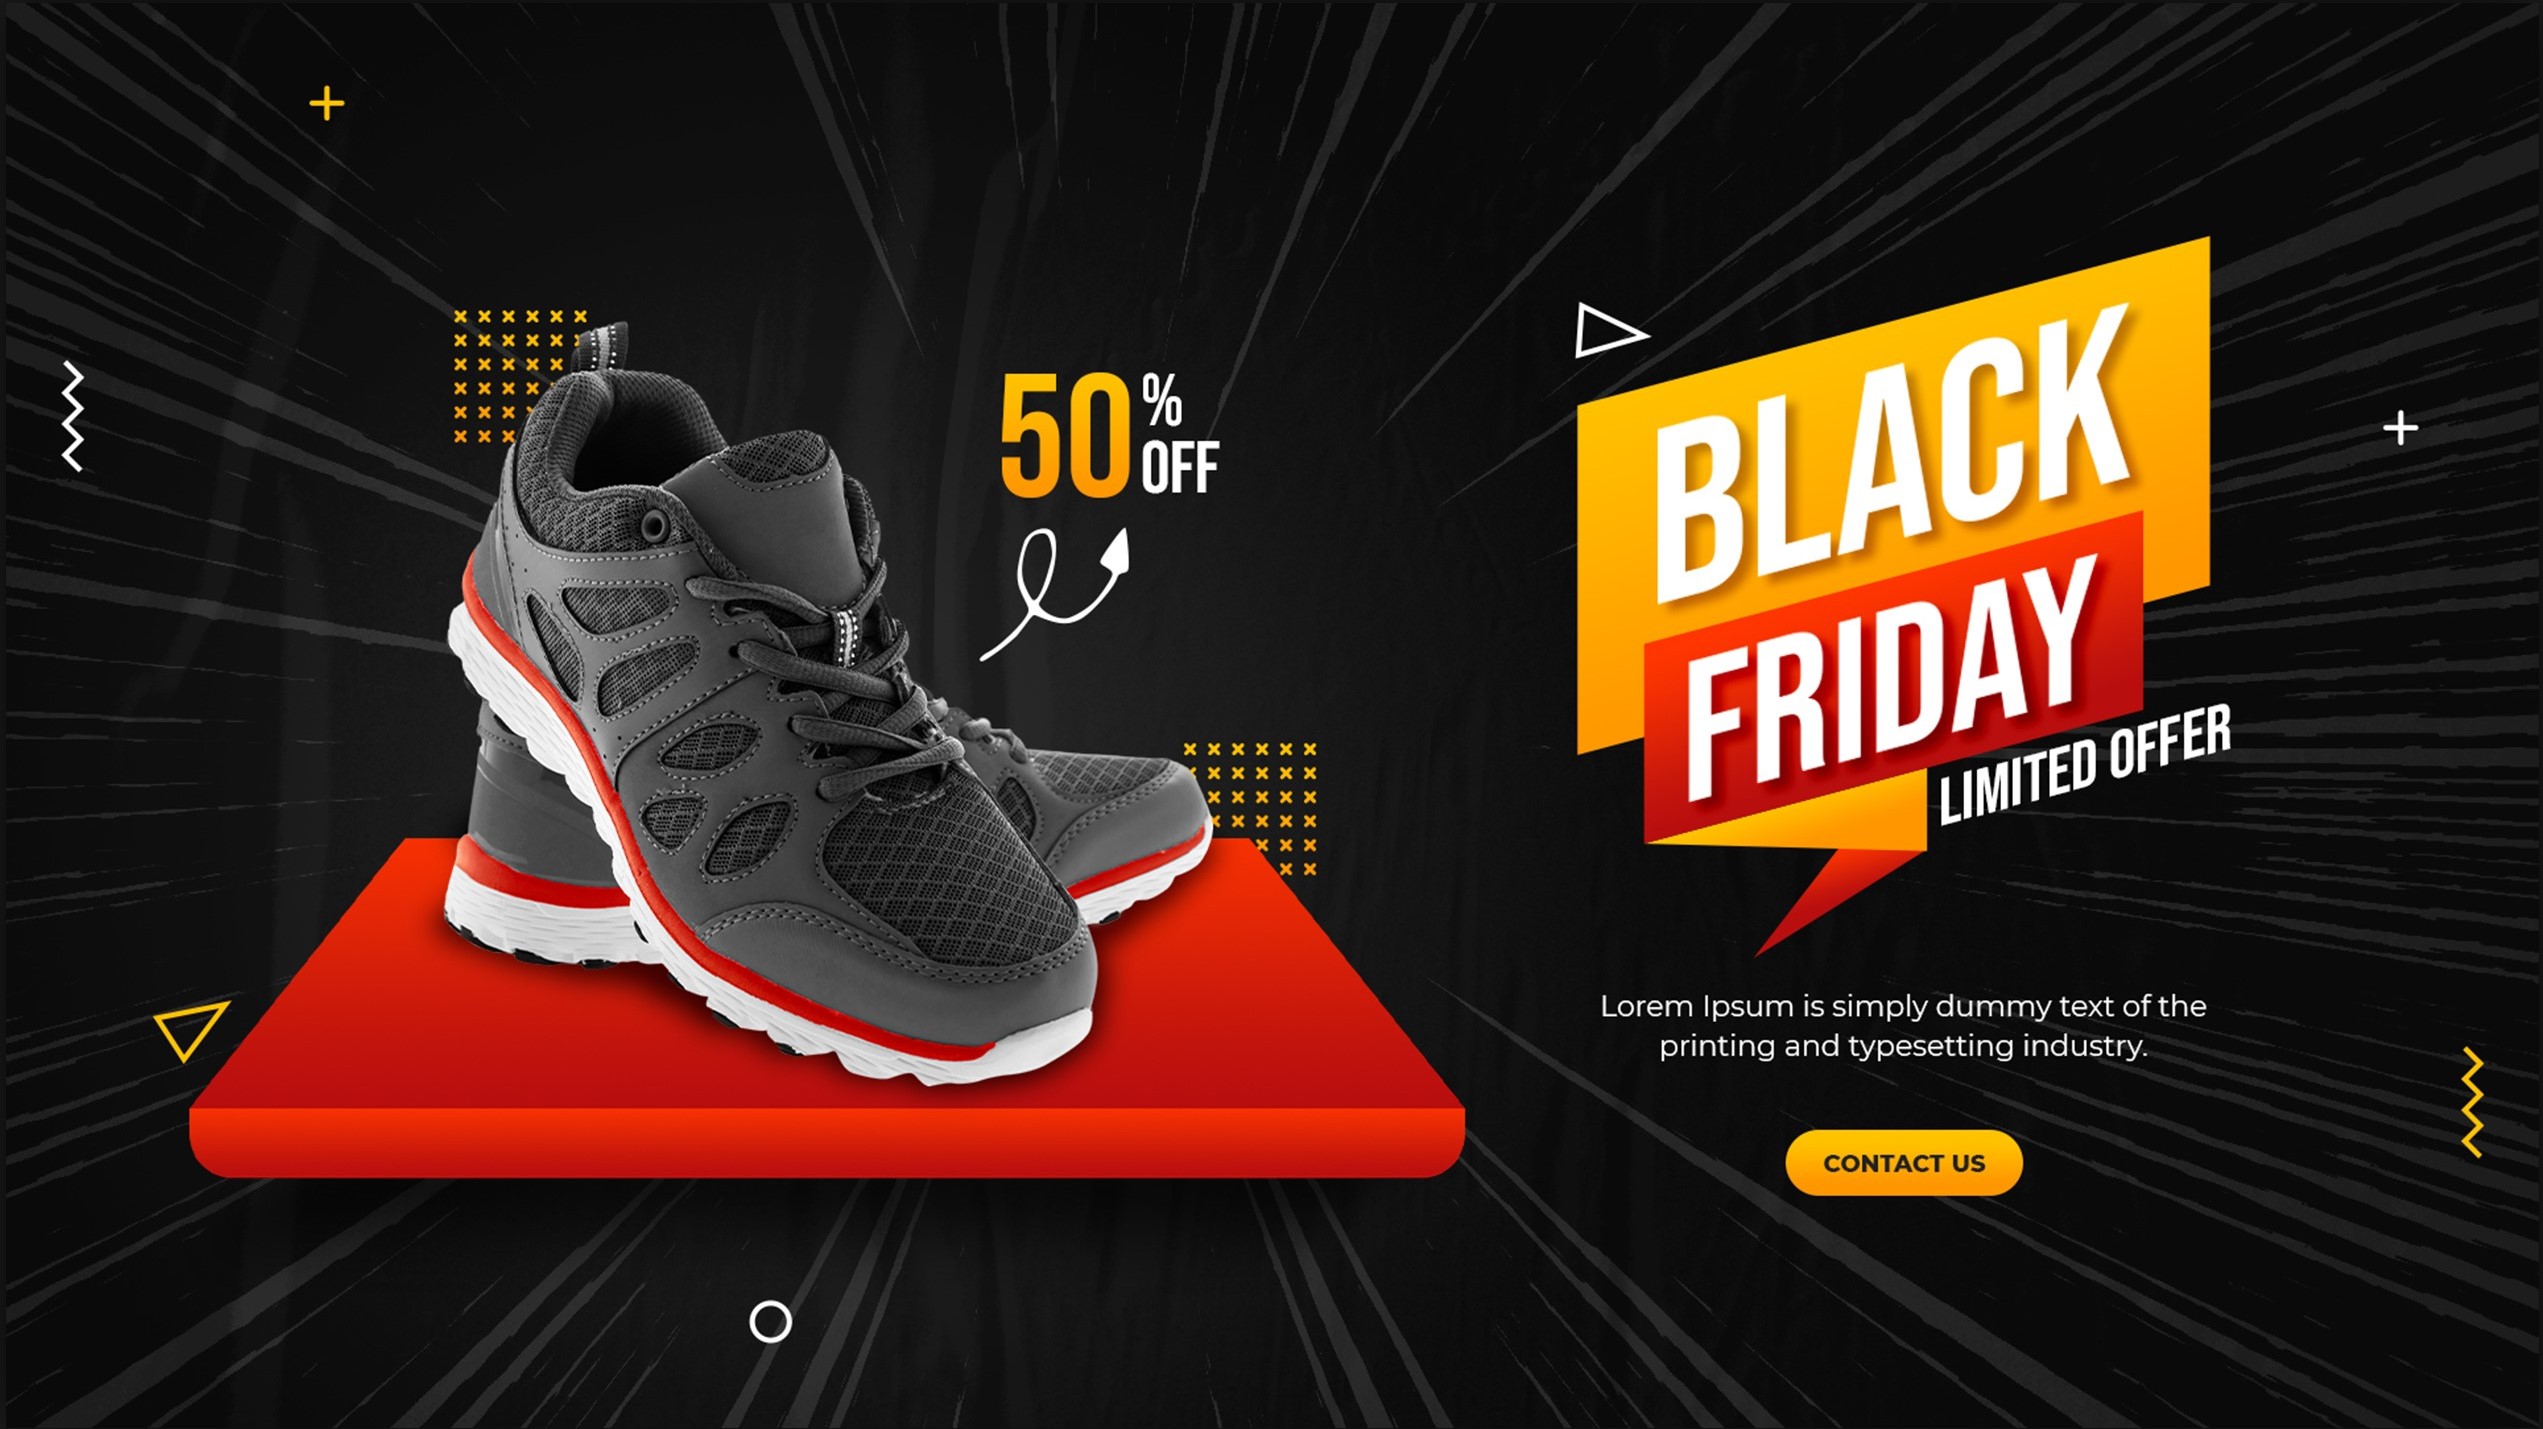 50
%
OFF
BLACK
FRIDAY
LIMITED OFFER
Lorem Ipsum is simply dummy text of the
printing and typesetting industry.
CONTACT US